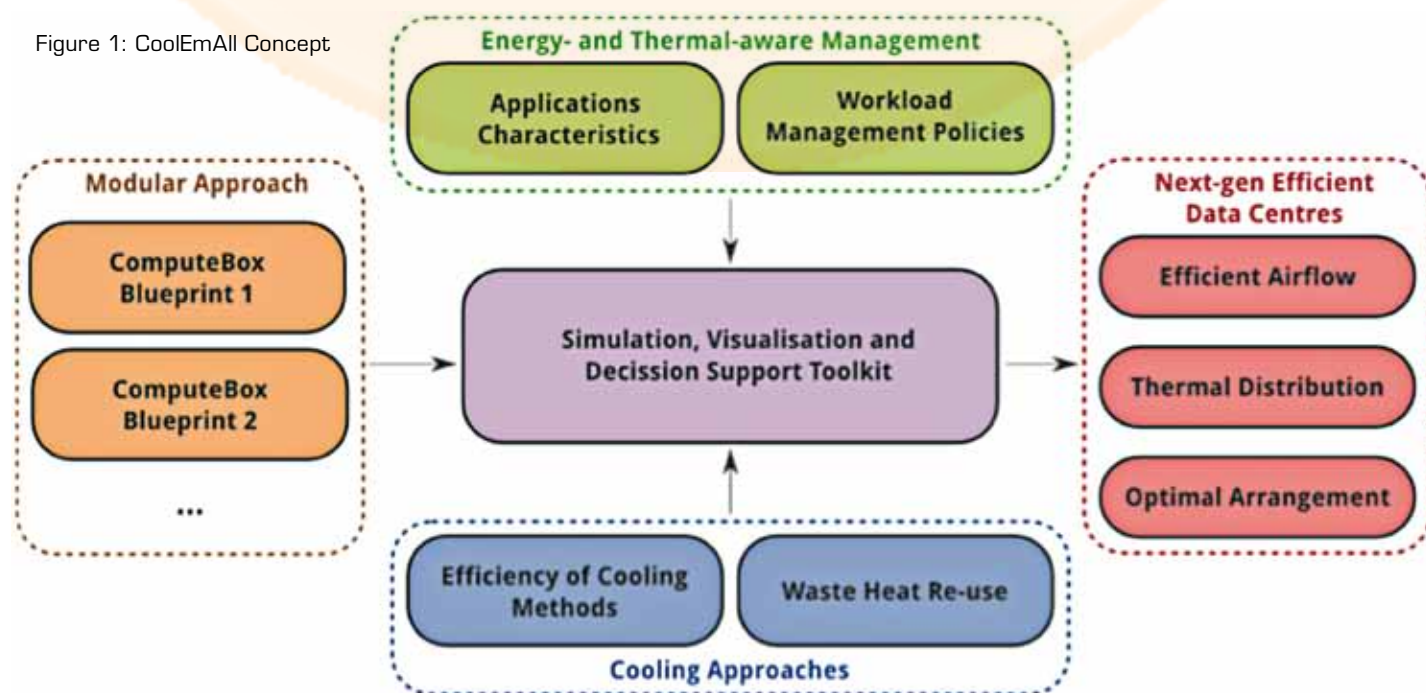 Figure 1: CoolEmAll Concept
Energy- and Thermal-aware Management
Applications
Characteristics
Workload
Management Policies
Modular Approach
ComputeBox
Blueprint 1
ComputeBox
Blueprint 2
...
Simulation, Visualisation and
Decission Support Toolkit
Next-gen Efficient
Data Centres
Efficient Airflow
Thermal Distribution
Optimal Arrangement
Efficiency of Cooling
Methods
Waste Heat Re-use
Cooling Approaches